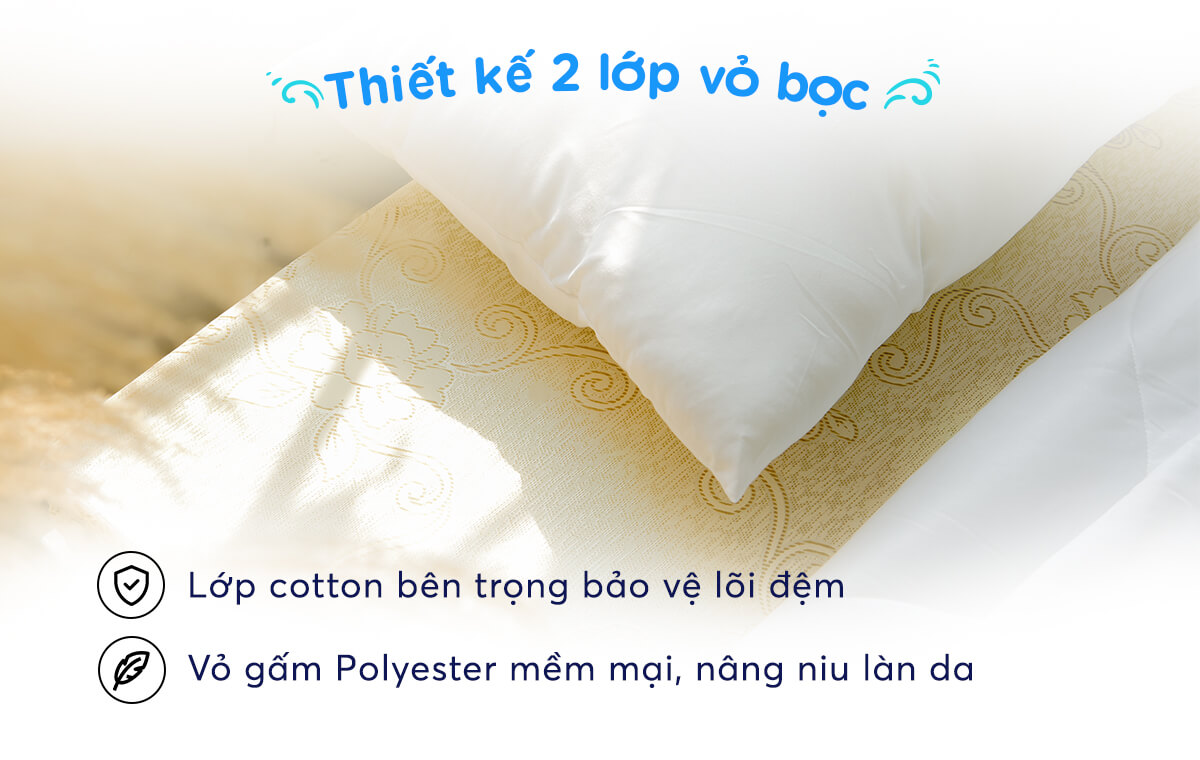 Thiết kế 2 lớp vỏ bọc
Lớp cotton bên trọng bảo vệ lõi đệm
Vỏ gấm Polyester mềm mại, nâng niu làn da